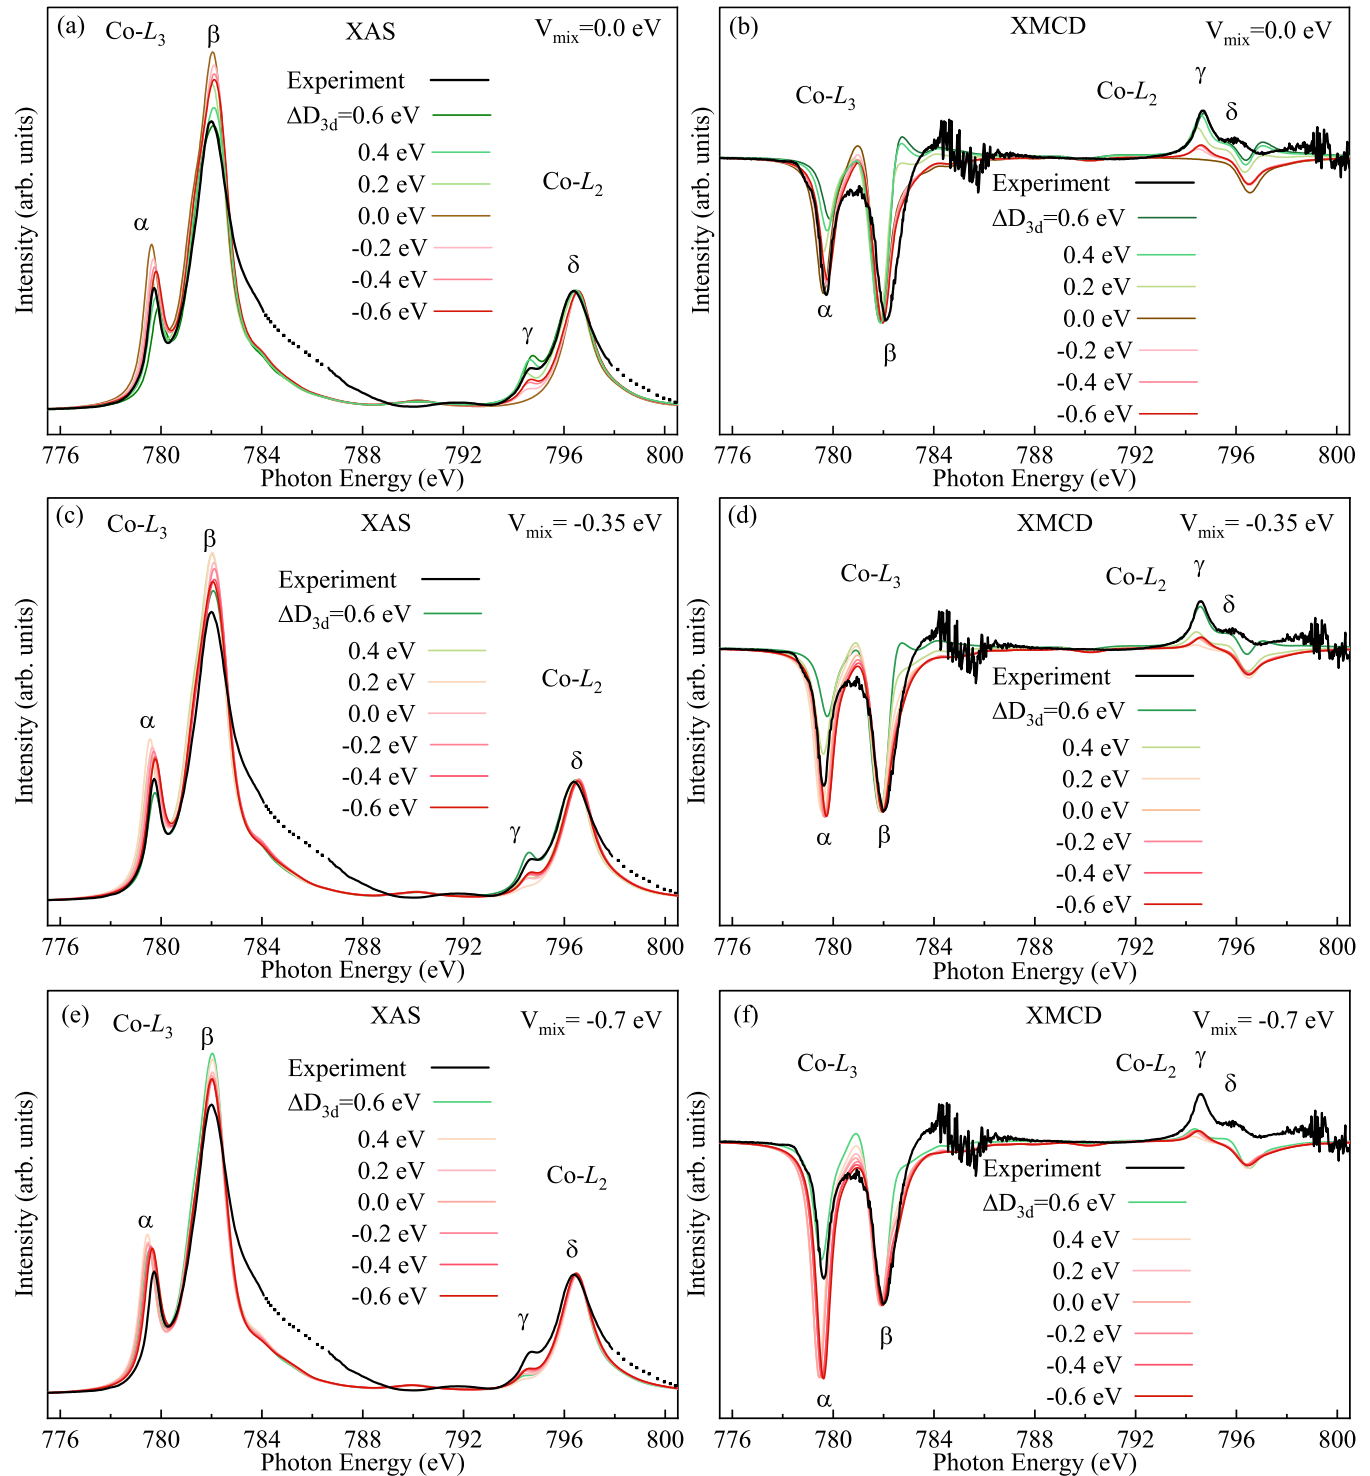 (a) Co-L3 β XAS Vmix=0.0 eV
Experiment
ΔD3d=0.6 eV
0.4 eV
0.2 eV
0.0 eV
-0.2 eV
-0.4 eV
-0.6 eV
α
Co-L2
γ
δ
Intensity (arb. units)
776 780 784 788 792 796 800
Photon Energy (eV)
(b) XMCD Vmix=0.0 eV
Co-L3
Co-L2
γ
δ
Experiment
ΔD3d=0.6 eV
0.4 eV
0.2 eV
0.0 eV
-0.2 eV
-0.4 eV
-0.6 eV
α
β
Intensity (arb. units)
776 780 784 788 792 796 800
Photon Energy (eV)
(c) Co-L3 β XAS Vmix= -0.35 eV
Experiment
ΔD3d=0.6 eV
0.4 eV
0.2 eV
0.0 eV
-0.2 eV
-0.4 eV
-0.6 eV
α
Co-L2
γ
δ
Intensity (arb. units)
776 780 784 788 792 796 800
Photon Energy (eV)
(d) XMCD Vmix= -0.35 eV
Co-L3
Co-L2
γ
δ
Experiment
ΔD3d=0.6 eV
0.4 eV
0.2 eV
0.0 eV
-0.2 eV
-0.4 eV
-0.6 eV
α
β
Intensity (arb. units)
776 780 784 788 792 796 800
Photon Energy (eV)
(e) Co-L3 β XAS Vmix= -0.7 eV
Experiment
ΔD3d=0.6 eV
0.4 eV
0.2 eV
0.0 eV
-0.2 eV
-0.4 eV
-0.6 eV
α
Co-L2
γ
δ
Intensity (arb. units)
776 780 784 788 792 796 800
Photon Energy (eV)
(f) XMCD Vmix= -0.7 eV
Co-L3
Co-L2
γ
δ
Experiment
ΔD3d=0.6 eV
0.4 eV
0.2 eV
0.0 eV
-0.2 eV
-0.4 eV
-0.6 eV
α
β
Intensity (arb. units)
776 780 784 788 792 796 800
Photon Energy (eV)